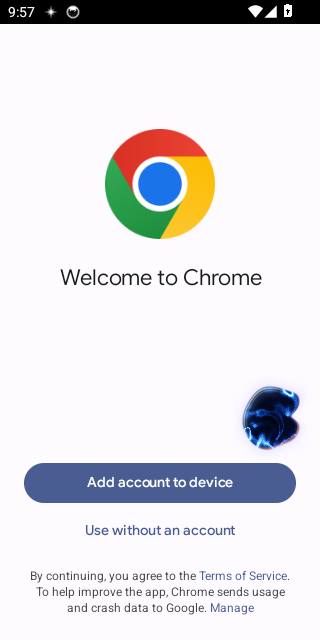 9:57
Welcome to Chrome
Add account to device
Use without an account
By continuing, you agree to the Terms of Service.
To help improve the app, Chrome sends usage
and crash data to Google. Manage